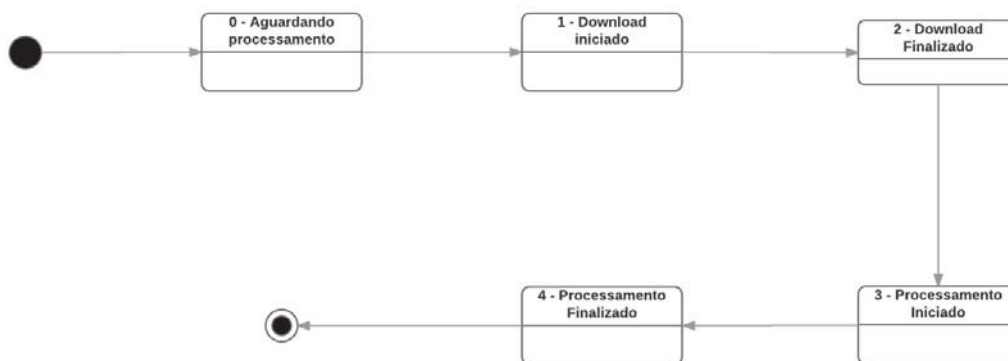 0 - Aguardando
processamento
1 - Download
iniciado
2 - Download
Finalizado
3 - Processamento
Iniciado
4 - Processamento
Finalizado